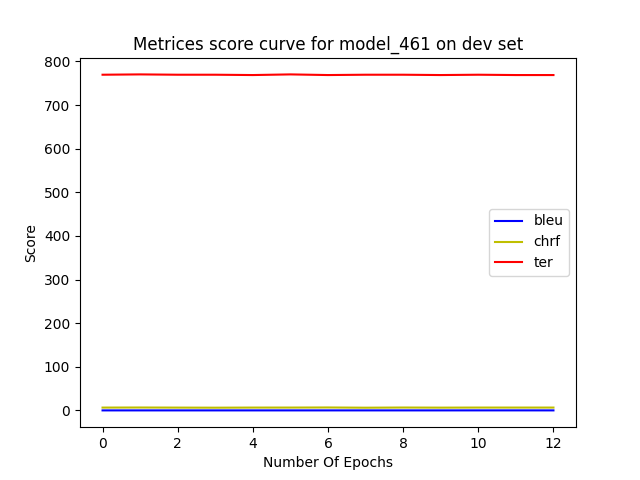 Metrices score curve for model_461 on dev set
800
700
600
500
400
300
200
100
0
Score
bleu
chrf
ter
0 2 4 6 8 10 12
Number Of Epochs